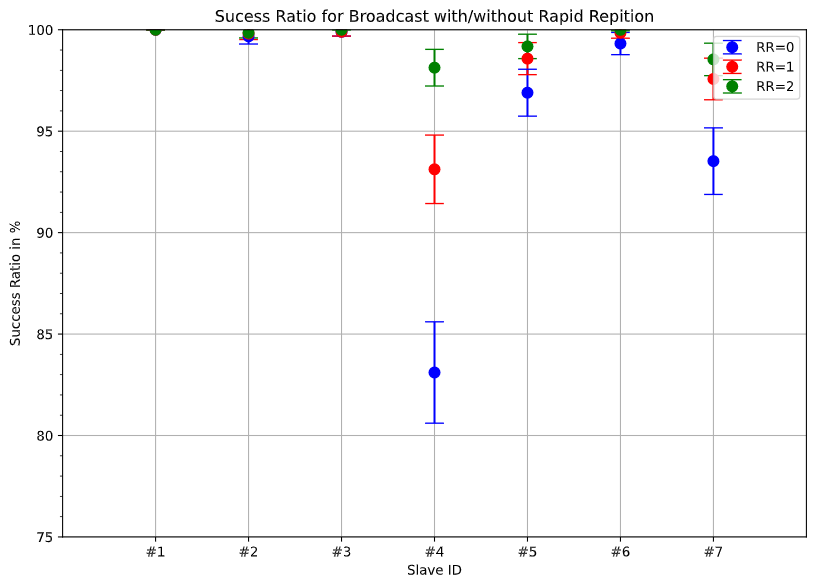 Sucess Ratio for Broadcast with/without Rapid Repition
100
95
90
85
80
75
Success Ratio in %
RR=0
RR=1
RR=2
#1 #2 #3 #4 #5 #6 #7
Slave ID